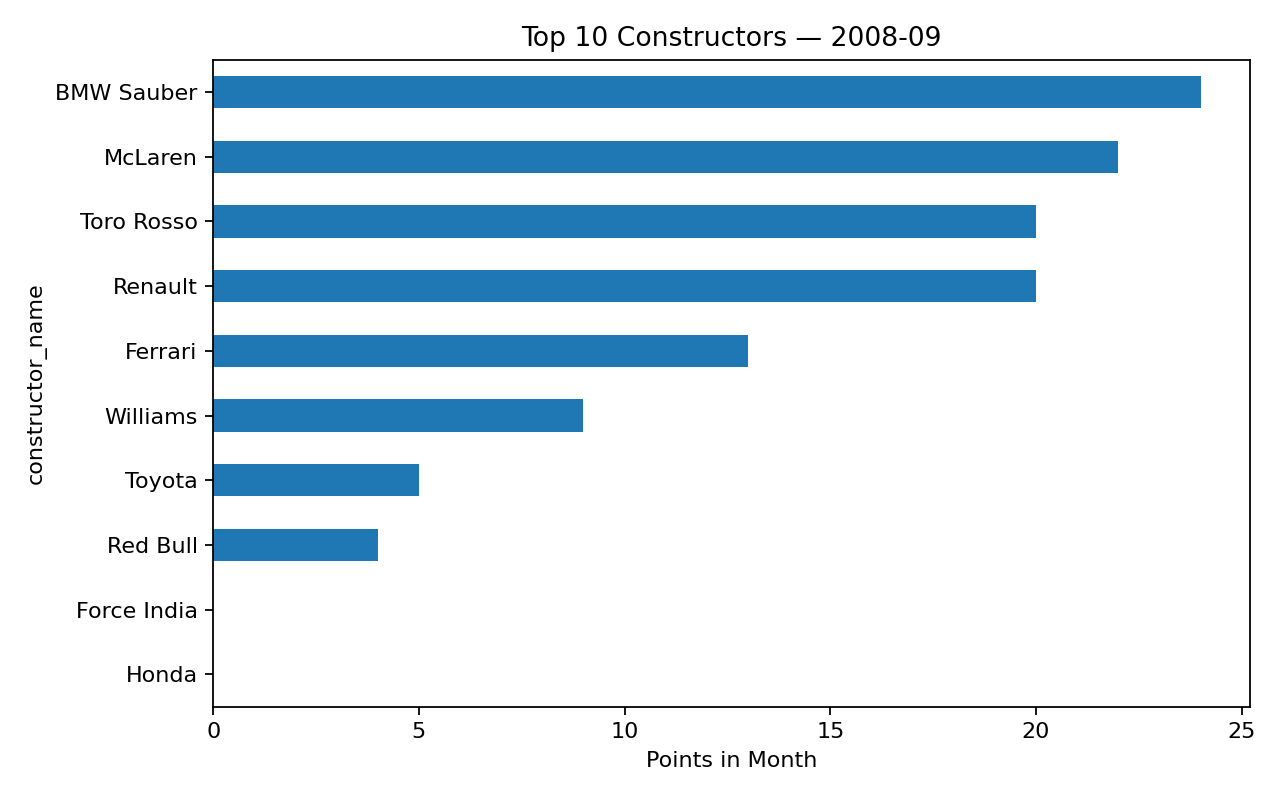 Top 10 Constructors — 2008-09
constructor_name
BMW Sauber
McLaren
Toro Rosso
Renault
Ferrari
Williams
Toyota
Red Bull
Force India
Honda
0 5 10 15 20 25
Points in Month